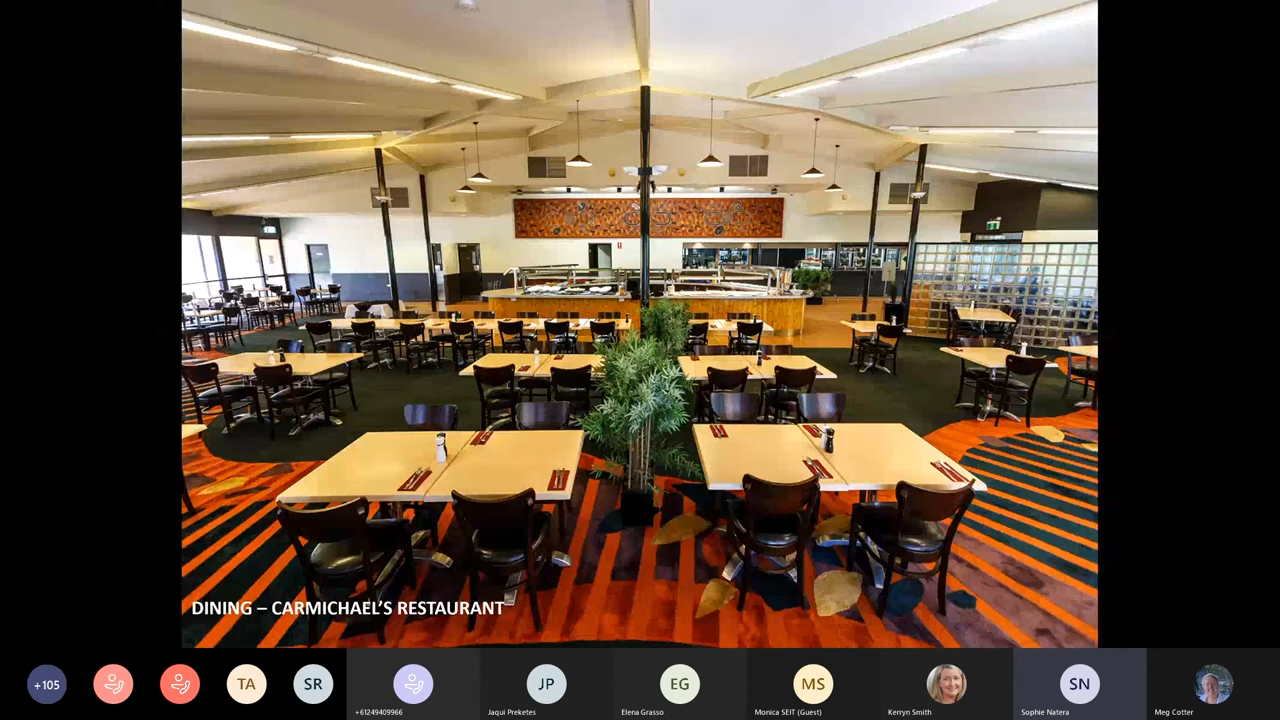 DINING – CARMICHAEL'S RESTAURANT
+105
TA
SR
+61249409966
JP
Jaqui Preketes
EG
Elena Grasso
MS
Monica SEIT (Guest)
Kerryn Smith
SN
Sophie Natera
Meg Cotter